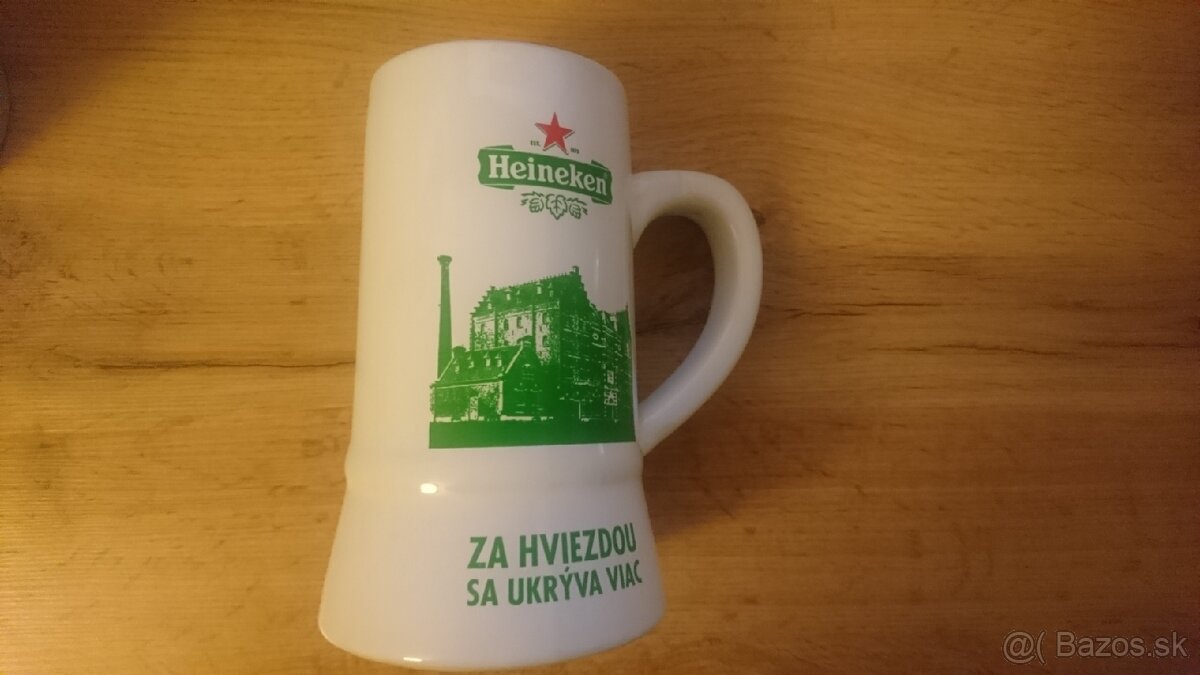 Heineken
ZA HVIEZDOU
SA UKRÝVA VIAC
@( Bazos.sk